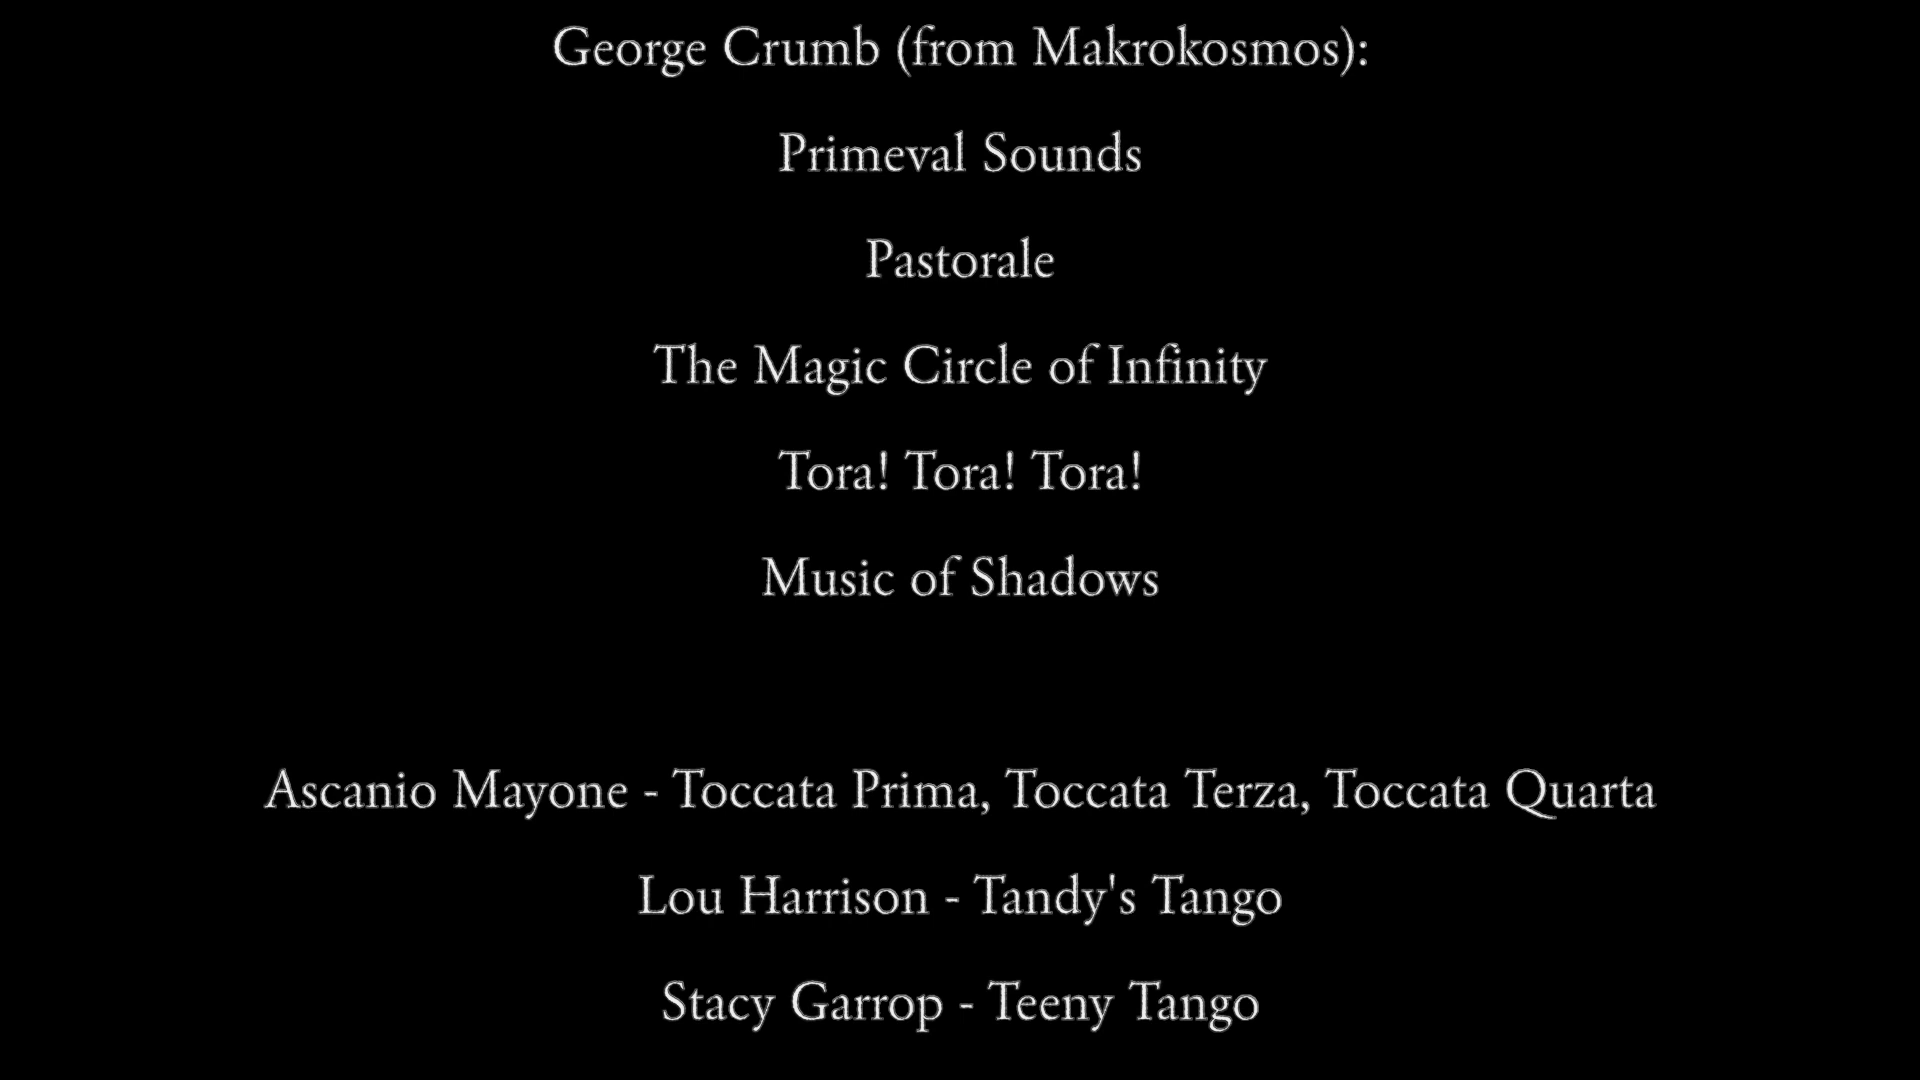 George Crumb (from Makrokosmos):
Primeval Sounds
Pastorale
The Magic Circle of Infinity
Tora! Tora! Tora!
Music of Shadows
Ascanio Mayone - Toccata Prima, Toccata Terza, Toccata Quarta
Lou Harrison - Tandy's Tango
Stacy Garrop - Teeny Tango